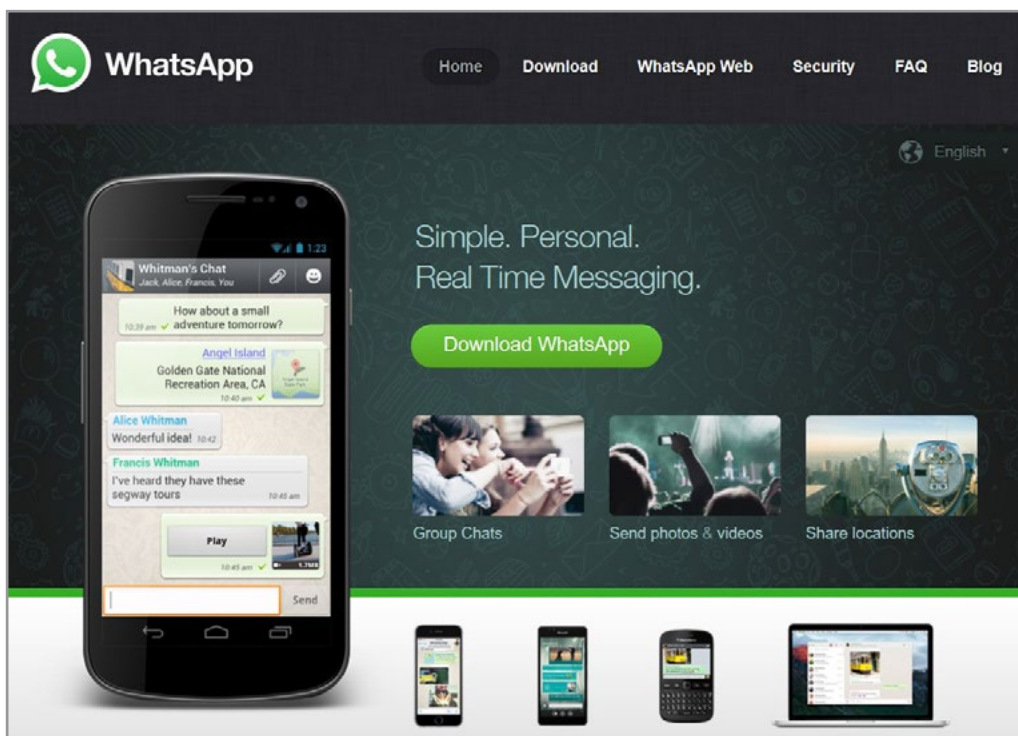 WhatsApp
Home Download WhatsApp Web Security FAQ Blog
English
1:23
Whitman's Chat
Jack, Alice, Francis, You
How about a small
adventure tomorrow?
10:39 am
Angel Island
Golden Gate National
Recreation Area, CA
10:40 am
Alice Whitman
Wonderful idea! 10:42
Francis Whitman
I've heard they have these
segway tours
10:45 am
Play
1.7MB
10:45 am
Send
Simple. Personal.
Real Time Messaging.
Download WhatsApp
Group Chats
Send photos & videos
Share locations